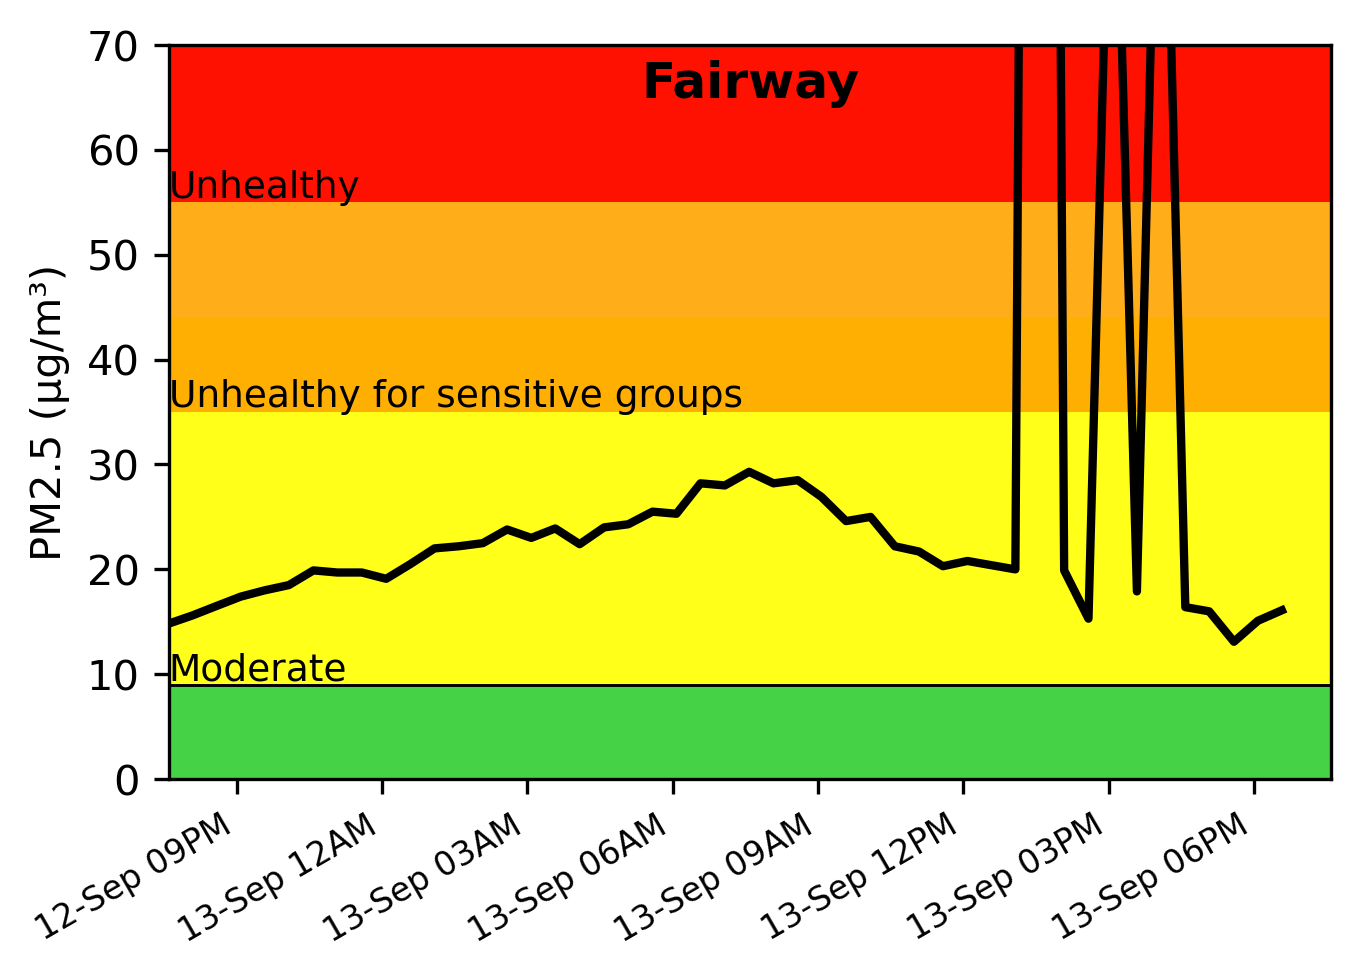 Fairway
PM2.5 (µg/m³)
70
60
50
40
30
20
10
0
Unhealthy
Unhealthy for sensitive groups
Moderate
12-Sep 09PM
13-Sep 12AM
13-Sep 03AM
13-Sep 06AM
13-Sep 09AM
13-Sep 12PM
13-Sep 03PM
13-Sep 06PM